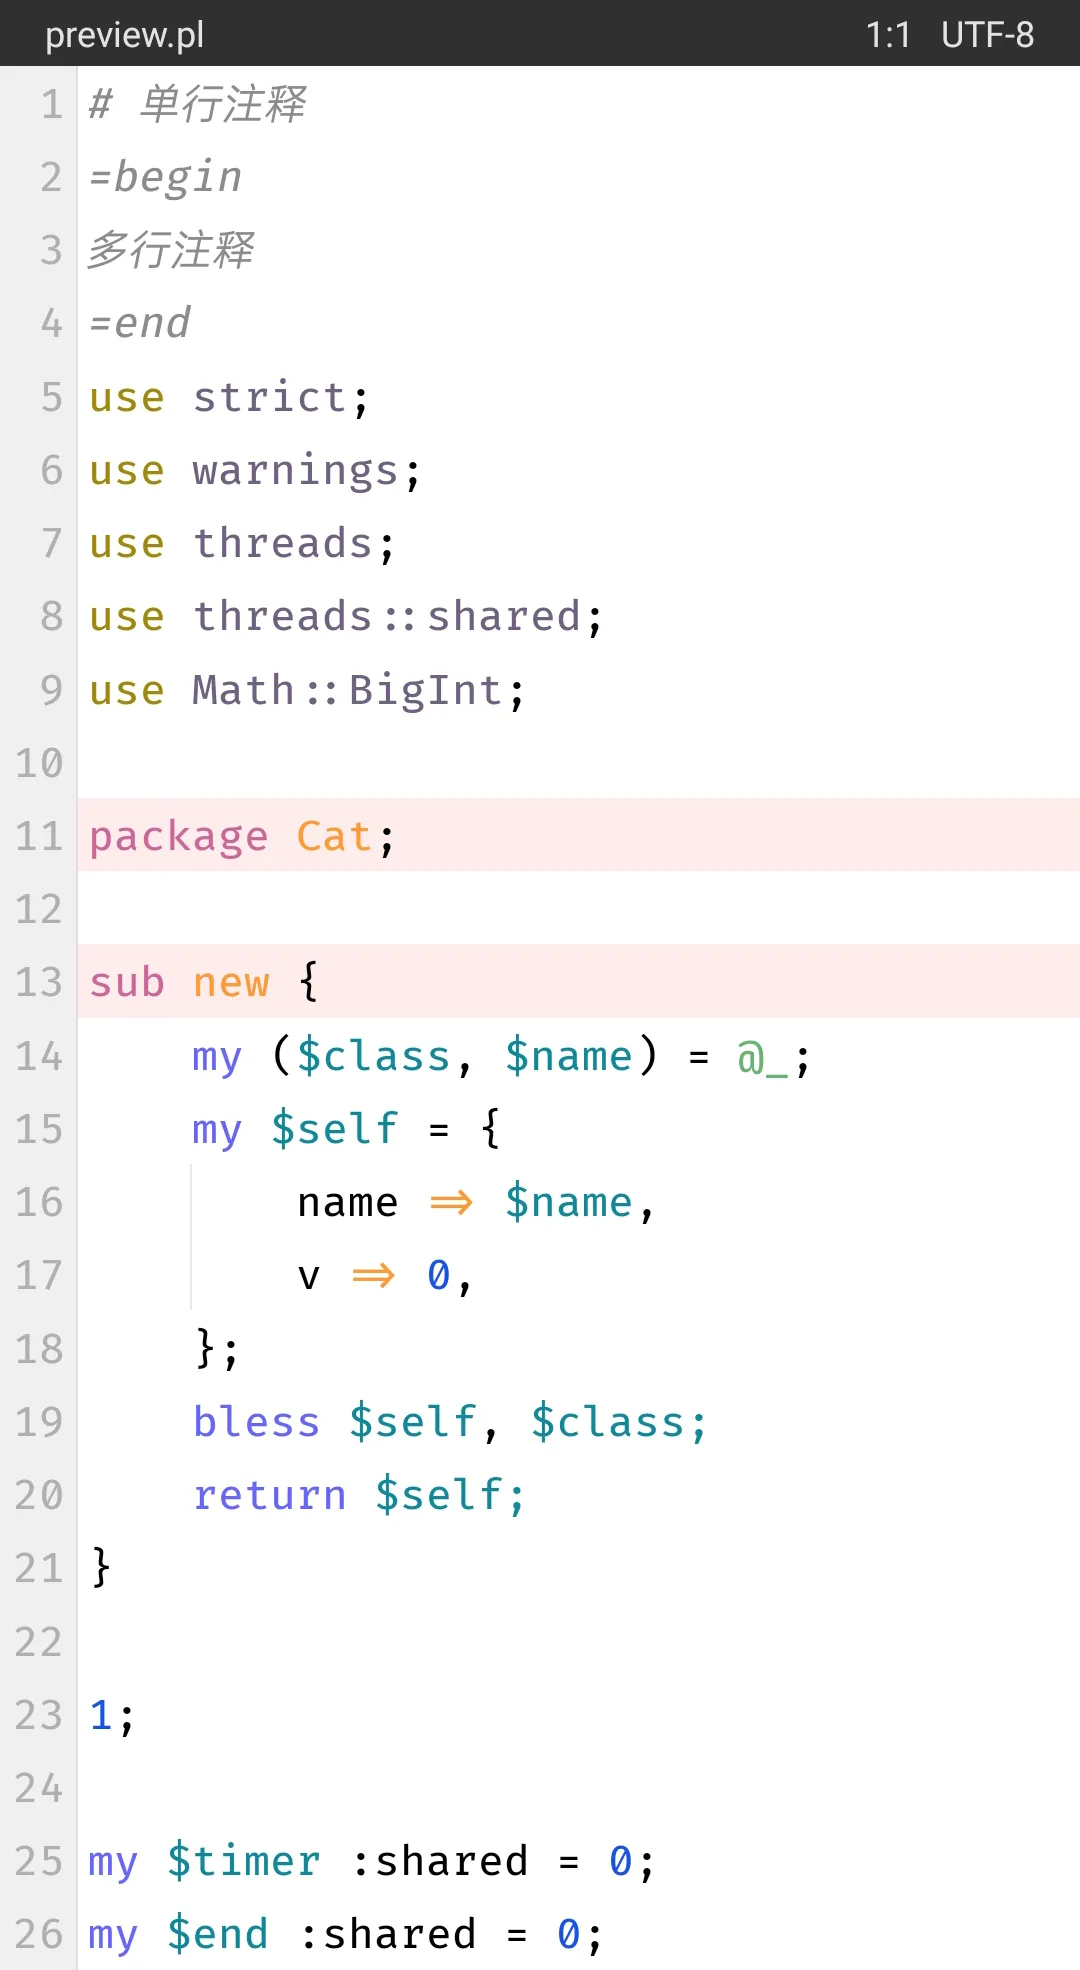 preview.pl 1:1 UTF-8
1 # 单行注释
2 =begin
3 多行注释
4 =end
5 use strict;
6 use warnings;
7 use threads;
8 use threads::shared;
9 use Math::BigInt;
10
11 package Cat;
12
13 sub new {
14     my ($class, $name) = @_;
15     my $self = {
16         name => $name,
17         v => 0,
18     };
19     bless $self, $class;
20     return $self;
21 }
22
23 1;
24
25 my $timer :shared = 0;
26 my $end :shared = 0;